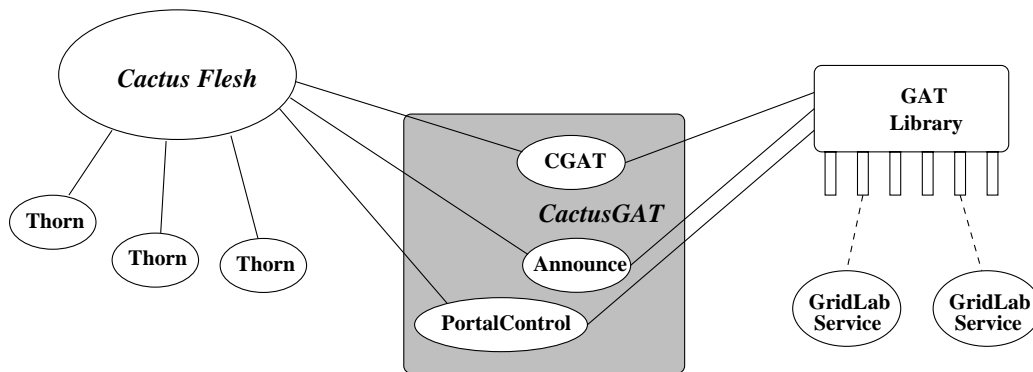 Cactus Flesh
Thorn
Thorn
Thorn
CGAT
CactusGAT
Announce
PortalControl
GAT
Library
GridLab
Service
GridLab
Service